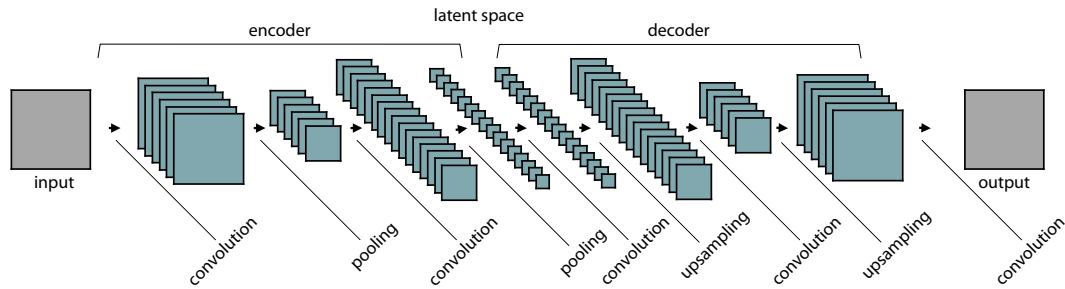 latent space
encoder
decoder
input
output
convolution
pooling
convolution
pooling
convolution
upsampling
convolution
upsampling
convolution